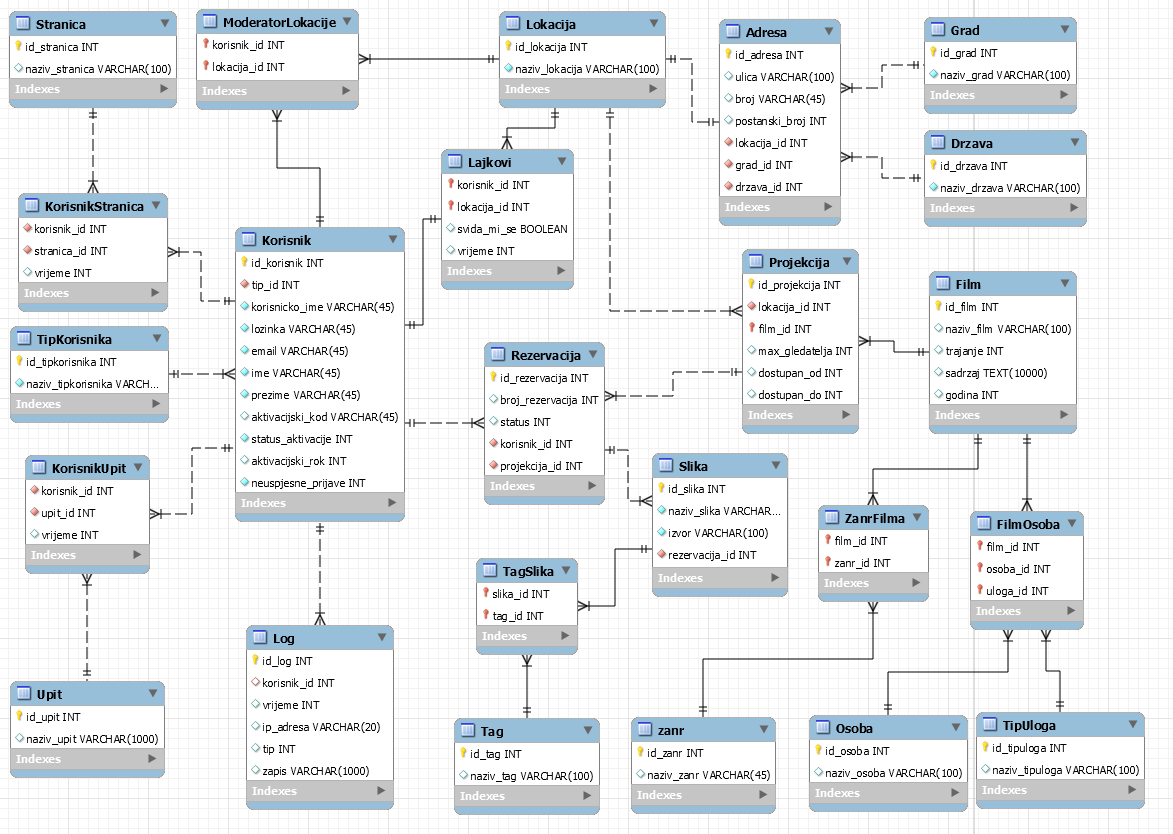 Stranica
id_stranica INT
naziv_stranica VARCHAR(100)
Indexes
ModeratorLokacije
korisnik_id INT
lokacija_id INT
Indexes
Lokacija
id_lokacija INT
naziv_lokacija VARCHAR(100)
Indexes
Adresa
id_adresa INT
ulica VARCHAR(100)
broj VARCHAR(45)
postanski_broj INT
lokacija_id INT
grad_id INT
drzava_id INT
Indexes
Grad
id_grad INT
naziv_grad VARCHAR(100)
Indexes
Drzava
id_drzava INT
naziv_drzava VARCHAR(100)
Indexes
Lajkovi
korisnik_id INT
lokacija_id INT
svida_mi_se BOOLEAN
vrijeme INT
Indexes
KorisnikStranica
korisnik_id INT
stranica_id INT
vrijeme INT
Indexes
Korisnik
id_korisnik INT
tip_id INT
korisnicko_ime VARCHAR(45)
lozinka VARCHAR(45)
email VARCHAR(45)
ime VARCHAR(45)
prezime VARCHAR(45)
aktivacijski_kod VARCHAR(45)
status_aktivacije INT
aktivacijski_rok INT
neuspjesne_prijave INT
Indexes
Projekcija
id_projekcija INT
lokacija_id INT
film_id INT
max_gledatelja INT
dostupan_od INT
dostupan_do INT
Indexes
Film
id_film INT
naziv_film VARCHAR(100)
trajanje INT
sadrzaj TEXT(10000)
godina INT
Indexes
TipKorisnika
id_tipkorisnika INT
naziv_tipkorisnika VARCH...
Indexes
Rezervacija
id_rezervacija INT
broj_rezervacija INT
status INT
korisnik_id INT
projekcija_id INT
Indexes
KorisnikUpit
korisnik_id INT
upit_id INT
vrijeme INT
Indexes
Slika
id_slika INT
naziv_slika VARCHAR...
izvor VARCHAR(100)
rezervacija_id INT
Indexes
ZanrFilma
film_id INT
zanr_id INT
Indexes
FilmOsoba
film_id INT
osoba_id INT
uloga_id INT
Indexes
TagSlika
slika_id INT
tag_id INT
Indexes
Log
id_log INT
korisnik_id INT
vrijeme INT
ip_adresa VARCHAR(20)
tip INT
zapis VARCHAR(1000)
Indexes
Upit
id_upit INT
naziv_upit VARCHAR(1000)
Indexes
Tag
id_tag INT
naziv_tag VARCHAR(100)
Indexes
zanr
id_zanr INT
naziv_zanr VARCHAR(45)
Indexes
Osoba
id_osoba INT
naziv_osoba VARCHAR(100)
Indexes
TipUloga
id_tipuloga INT
naziv_tipuloga VARCHAR(100)
Indexes